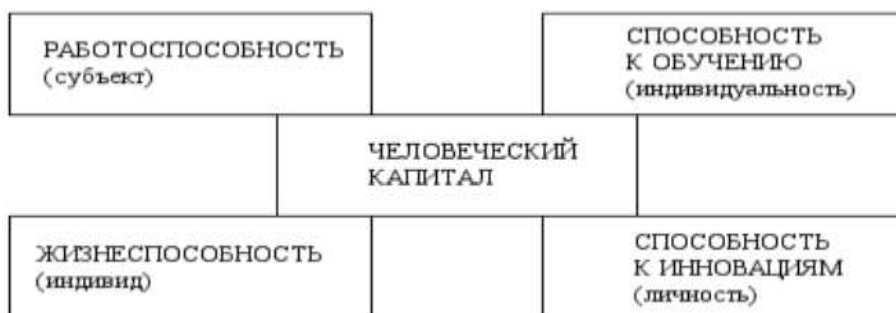 РАБОТОСПОСОБНОСТЬ
(субъект)
СПОСОБНОСТЬ
К ОБУЧЕНИЮ
(индивидуальность)
ЧЕЛОВЕЧЕСКИЙ
КАПИТАЛ
ЖИЗНЕСПОСОБНОСТЬ
(индивид)
СПОСОБНОСТЬ
К ИННОВАЦИЯМ
(личность)